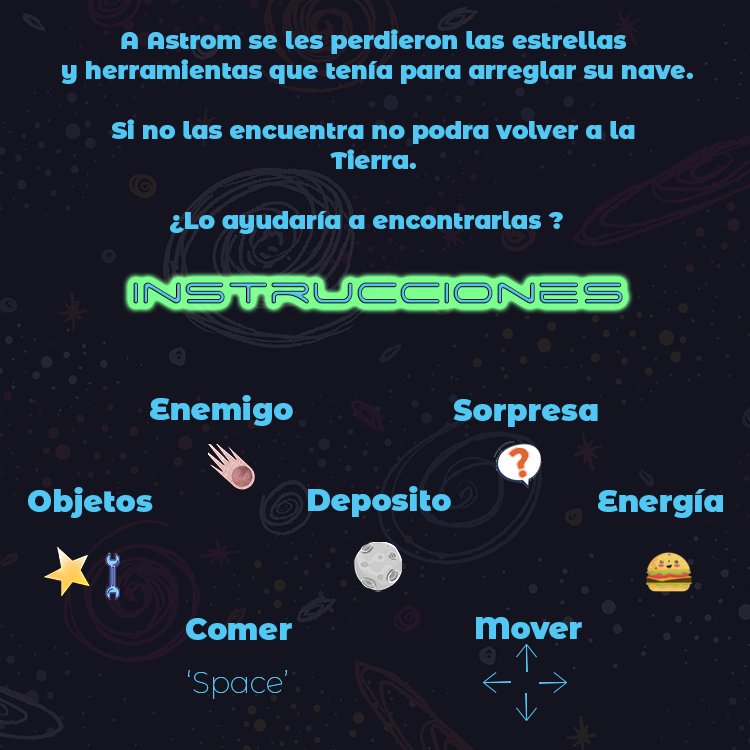 A Astrom se les perdieron las estrellas
y herramientas que tenía para arreglar su nave.
Si no las encuentra no podra volver a la
Tierra.
¿Lo ayudaría a encontrarlas ?
INSTRUCCIONES
Enemigo
Sorpresa
?
Objetos
Deposito
Energía
Comer
Mover
‘Space’